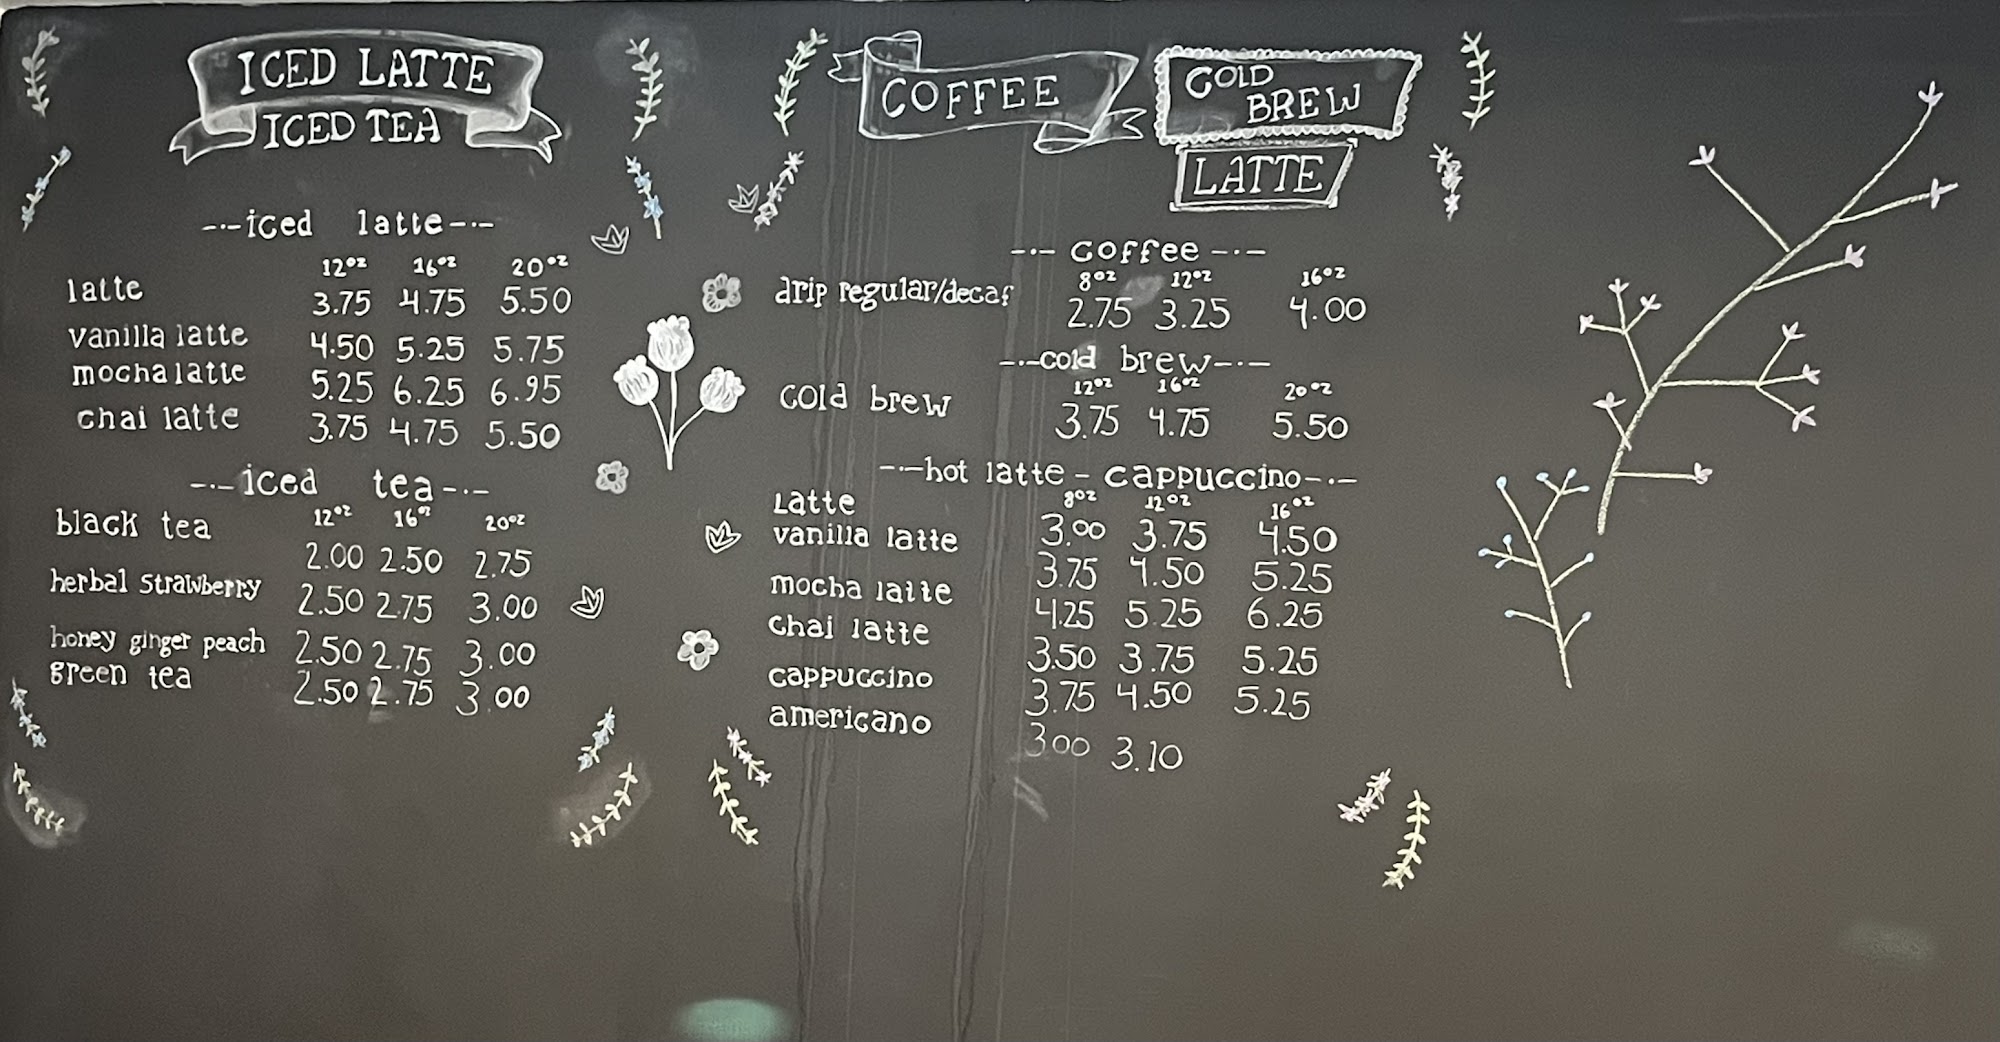 ICED LATTE
ICED TEA
--iced latte--
12oz 16oz 20oz
latte 3.75 4.75 5.50
vanilla latte 4.50 5.25 5.75
mocha latte 5.25 6.25 6.95
chai latte 3.75 4.75 5.50
--iced tea--
12oz 16oz 20oz
black tea 2.00 2.50 2.75
herbal strawberry 2.50 2.75 3.00
honey ginger peach 2.50 2.75 3.00
green tea 2.50 2.75 3.00
COFFEE
COLD
BREW
LATTE
--coffee--
8oz 12oz 16oz
drip regular/decaf 2.75 3.25 4.00
--cold brew--
12oz 16oz 20oz
cold brew 3.75 4.75 5.50
--hot latte - cappuccino--
8oz 12oz 16oz
Latte 3.00 3.75 4.50
vanilla latte 3.75 4.50 5.25
mocha latte 4.25 5.25 6.25
chai latte 3.50 3.75 5.25
cappuccino 3.75 4.50 5.25
americano 3.00 3.10